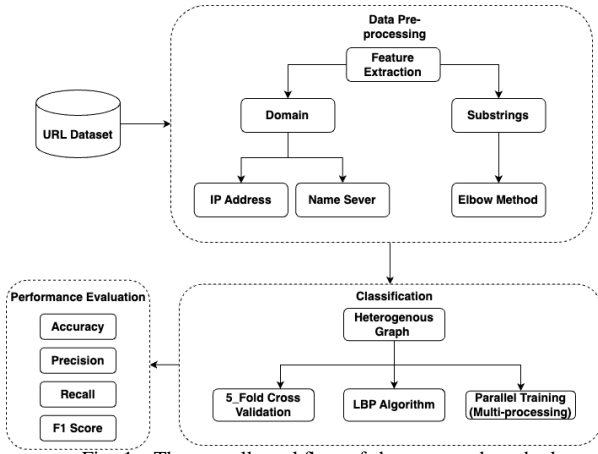 Data Pre-
processing
Feature
Extraction
Domain
Substrings
URL Dataset
IP Address
Name Sever
Elbow Method
Performance Evaluation
Accuracy
Precision
Recall
F1 Score
Classification
Heterogenous
Graph
5_Fold Cross
Validation
LBP Algorithm
Parallel Training
(Multi-processing)